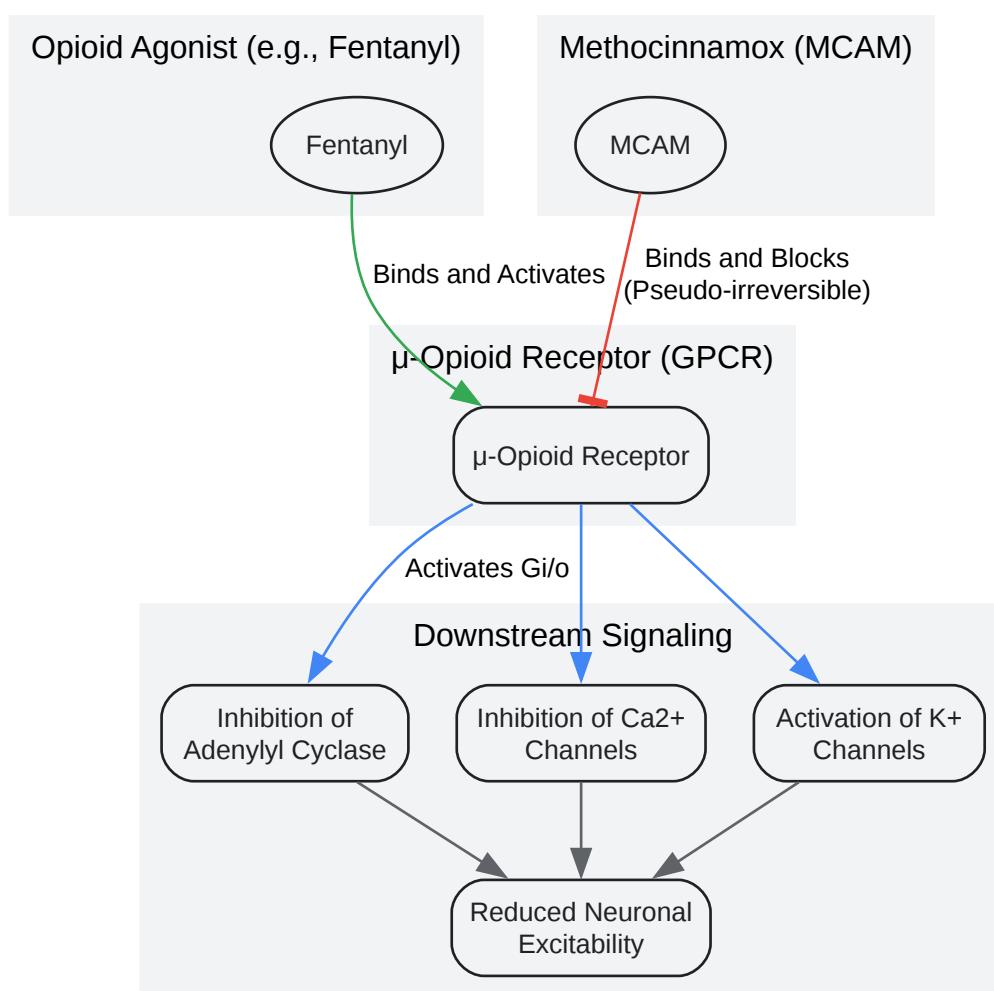 Opioid Agonist (e.g., Fentanyl)
Methocinnamox (MCAM)
Fentanyl
MCAM
Binds and Activates
Binds and Blocks
(Pseudo-irreversible)
μ-Opioid Receptor (GPCR)
μ-Opioid Receptor
Activates Gi/o
Downstream Signaling
Inhibition of
Adenylyl Cyclase
Inhibition of Ca2+
Channels
Activation of K+
Channels
Reduced Neuronal
Excitability